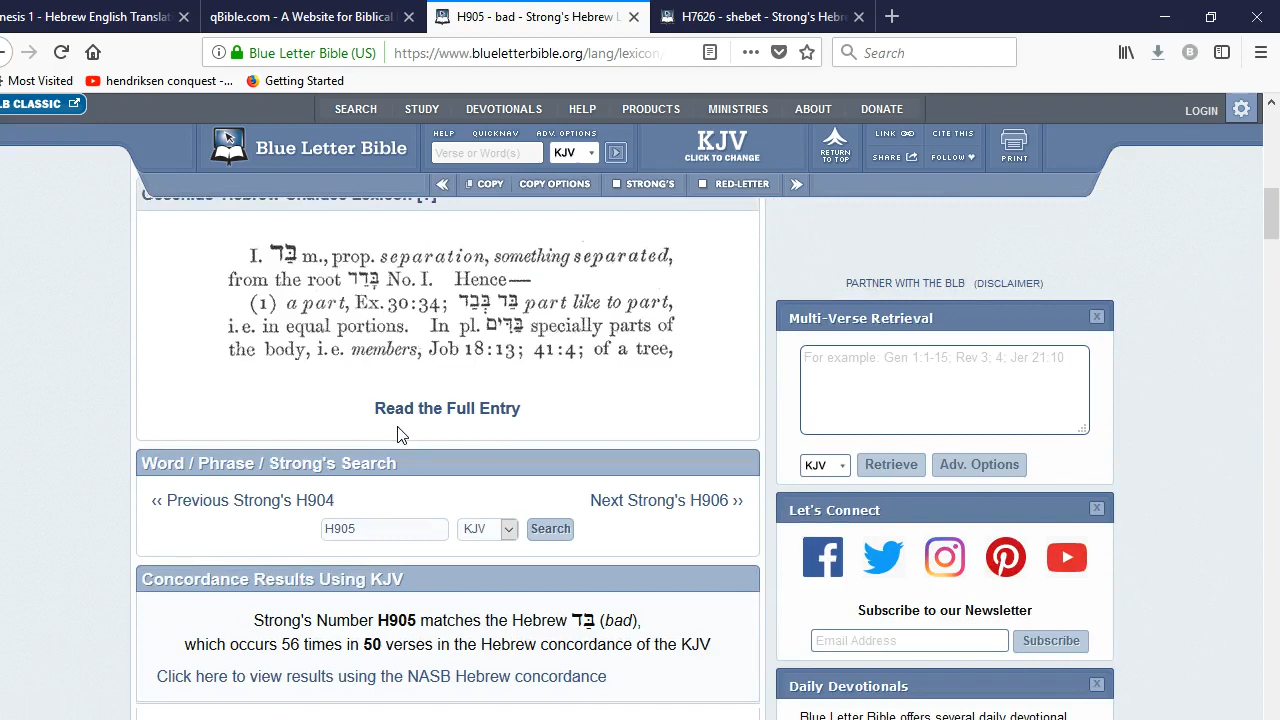 nesis 1 - Hebrew English Translat
qBible.com - A Website for Biblical
H905 - bad - Strong's Hebrew L
H7626 - shebet - Strong's Hebr
Blue Letter Bible (US)
https://www.blueletterbible.org/lang/lexicon/
Search
Most Visited
hendriksen conquest -...
Getting Started
LB CLASSIC
SEARCH STUDY DEVOTIONALS HELP PRODUCTS MINISTRIES ABOUT DONATE
LOGIN
Blue Letter Bible
HELP QUICKNAV ADV. OPTIONS
Verse or Word(s) KJV
KJV
CLICK TO CHANGE
RETURN
TO TOP
LINK CITE THIS
SHARE FOLLOW
PRINT
COPY COPY OPTIONS STRONG'S RED-LETTER
Gesenius' Hebrew-Chaldee Lexicon [?]
I. בַּד m., prop. separation, something separated,
from the root בָּדַד No. I. Hence—
(1) a part, Ex. 30:34; בַּד בְּבַד part like to part,
i.e. in equal portions. In pl. בַּדִּים specially parts of
the body, i.e. members, Job 18:13; 41:4; of a tree,
Read the Full Entry
Word / Phrase / Strong's Search
‹‹ Previous Strong's H904
Next Strong's H906 ››
H905 KJV Search
Concordance Results Using KJV
Strong's Number H905 matches the Hebrew בַּד (bad),
which occurs 56 times in 50 verses in the Hebrew concordance of the KJV
Click here to view results using the NASB Hebrew concordance
PARTNER WITH THE BLB (DISCLAIMER)
Multi-Verse Retrieval
For example: Gen 1:1-15; Rev 3; 4; Jer 21:10
KJV Retrieve Adv. Options
Let's Connect
Subscribe to our Newsletter
Email Address Subscribe
Daily Devotionals
Blue Letter Bible offers several daily devotional